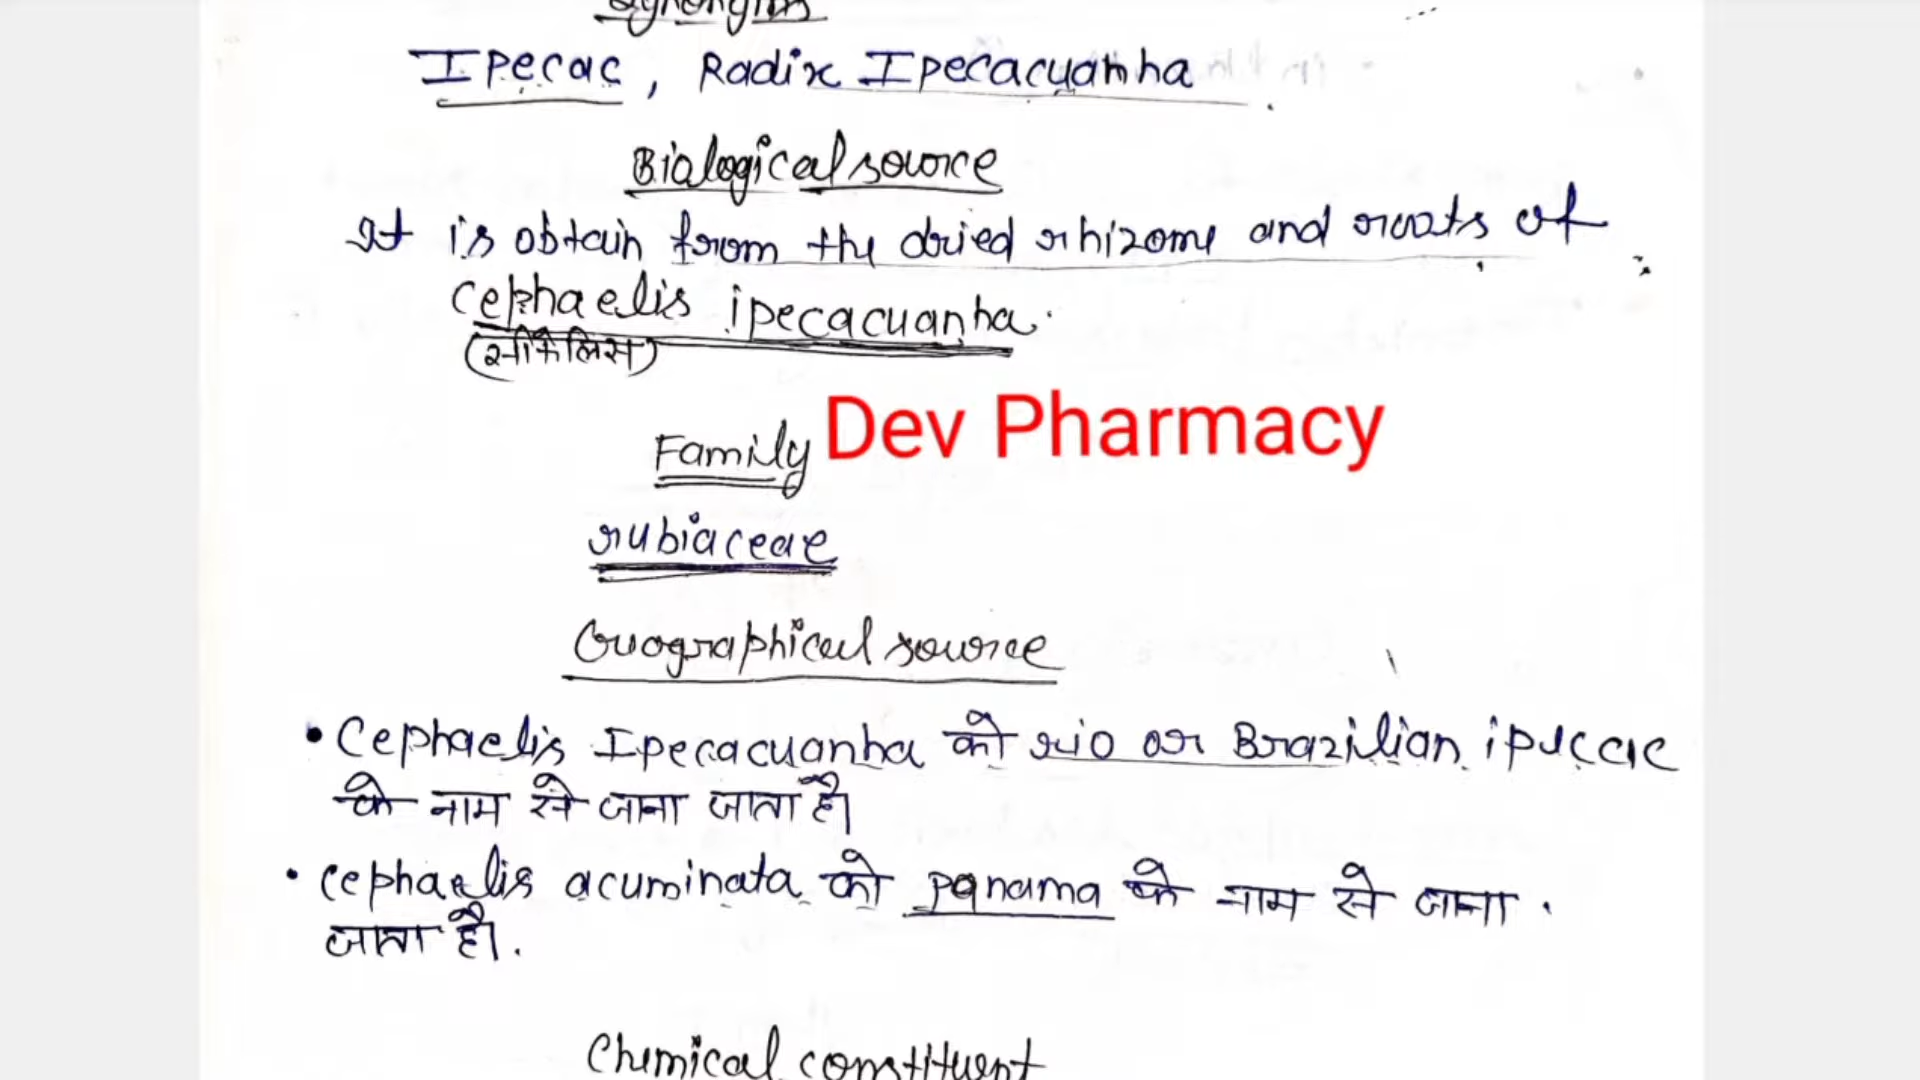 Synonyms
Ipecac, Radix Ipecacuanha
Biological source
It is obtain from the dried rhizome and roots of
cephaelis ipecacuanha.
(सीफेलिस)
Dev Pharmacy
Family
rubiaceae
Geographical source
• Cephaelis Ipecacuanha को rio or Brazilian ipecac
के नाम से जाना जाता है।
• cephaelis acuminata को panama के नाम से जाना
जाता है।
Chemical constituent